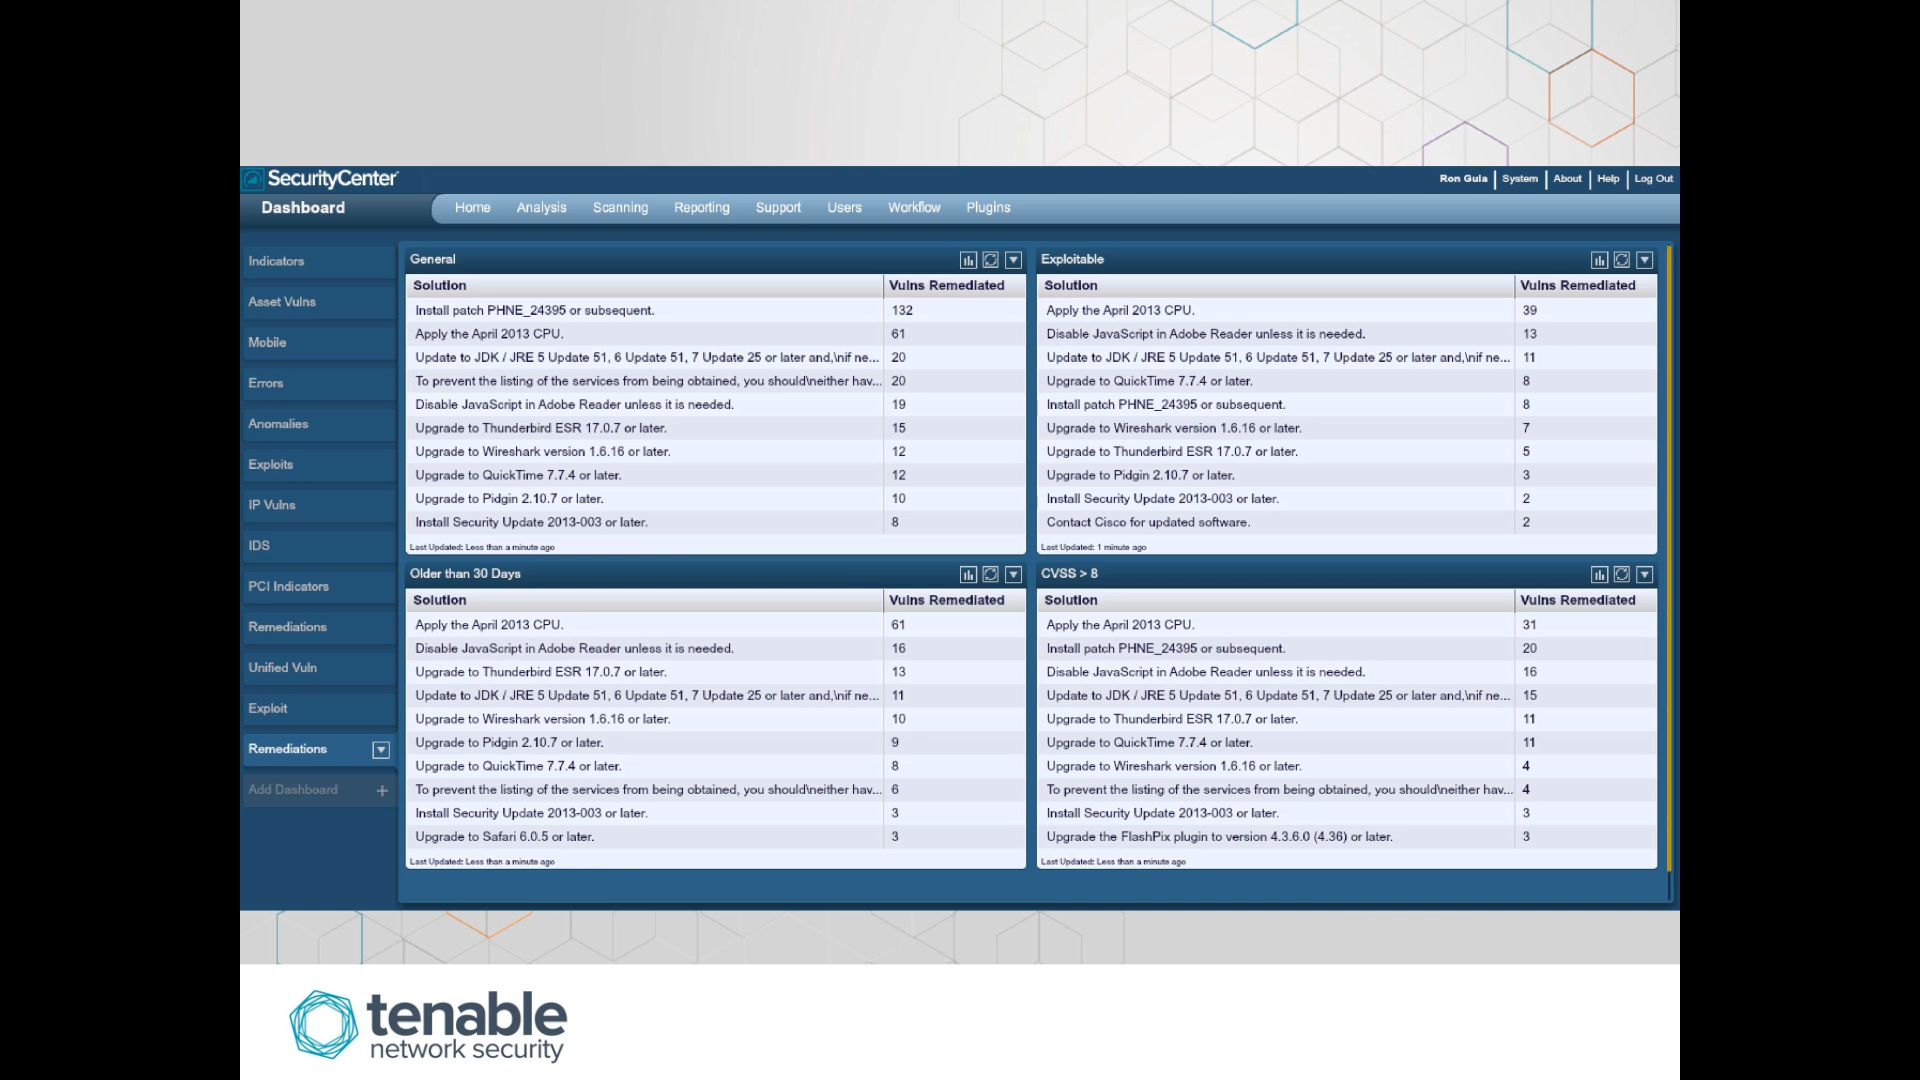 SecurityCenter
Ron Gula System About Help Log Out
Dashboard
Home Analysis Scanning Reporting Support Users Workflow Plugins
Indicators
Asset Vulns
Mobile
Errors
Anomalies
Exploits
IP Vulns
IDS
PCI Indicators
Remediations
Unified Vuln
Exploit
Remediations
Add Dashboard +
General
Solution Vulns Remediated
Install patch PHNE_24395 or subsequent. 132
Apply the April 2013 CPU. 61
Update to JDK / JRE 5 Update 51, 6 Update 51, 7 Update 25 or later and,\nif ne... 20
To prevent the listing of the services from being obtained, you should\neither hav... 20
Disable JavaScript in Adobe Reader unless it is needed. 19
Upgrade to Thunderbird ESR 17.0.7 or later. 15
Upgrade to Wireshark version 1.6.16 or later. 12
Upgrade to QuickTime 7.7.4 or later. 12
Upgrade to Pidgin 2.10.7 or later. 10
Install Security Update 2013-003 or later. 8
Last Updated: Less than a minute ago
Exploitable
Solution Vulns Remediated
Apply the April 2013 CPU. 39
Disable JavaScript in Adobe Reader unless it is needed. 13
Update to JDK / JRE 5 Update 51, 6 Update 51, 7 Update 25 or later and,\nif ne... 11
Upgrade to QuickTime 7.7.4 or later. 8
Install patch PHNE_24395 or subsequent. 8
Upgrade to Wireshark version 1.6.16 or later. 7
Upgrade to Thunderbird ESR 17.0.7 or later. 5
Upgrade to Pidgin 2.10.7 or later. 3
Install Security Update 2013-003 or later. 2
Contact Cisco for updated software. 2
Last Updated: 1 minute ago
Older than 30 Days
Solution Vulns Remediated
Apply the April 2013 CPU. 61
Disable JavaScript in Adobe Reader unless it is needed. 16
Upgrade to Thunderbird ESR 17.0.7 or later. 13
Update to JDK / JRE 5 Update 51, 6 Update 51, 7 Update 25 or later and,\nif ne... 11
Upgrade to Wireshark version 1.6.16 or later. 10
Upgrade to Pidgin 2.10.7 or later. 9
Upgrade to QuickTime 7.7.4 or later. 8
To prevent the listing of the services from being obtained, you should\neither hav... 6
Install Security Update 2013-003 or later. 3
Upgrade to Safari 6.0.5 or later. 3
Last Updated: Less than a minute ago
CVSS > 8
Solution Vulns Remediated
Apply the April 2013 CPU. 31
Install patch PHNE_24395 or subsequent. 20
Disable JavaScript in Adobe Reader unless it is needed. 16
Update to JDK / JRE 5 Update 51, 6 Update 51, 7 Update 25 or later and,\nif ne... 15
Upgrade to Thunderbird ESR 17.0.7 or later. 11
Upgrade to QuickTime 7.7.4 or later. 11
Upgrade to Wireshark version 1.6.16 or later. 4
To prevent the listing of the services from being obtained, you should\neither hav... 4
Install Security Update 2013-003 or later. 3
Upgrade the FlashPix plugin to version 4.3.6.0 (4.36) or later. 3
Last Updated: Less than a minute ago
tenable
network security